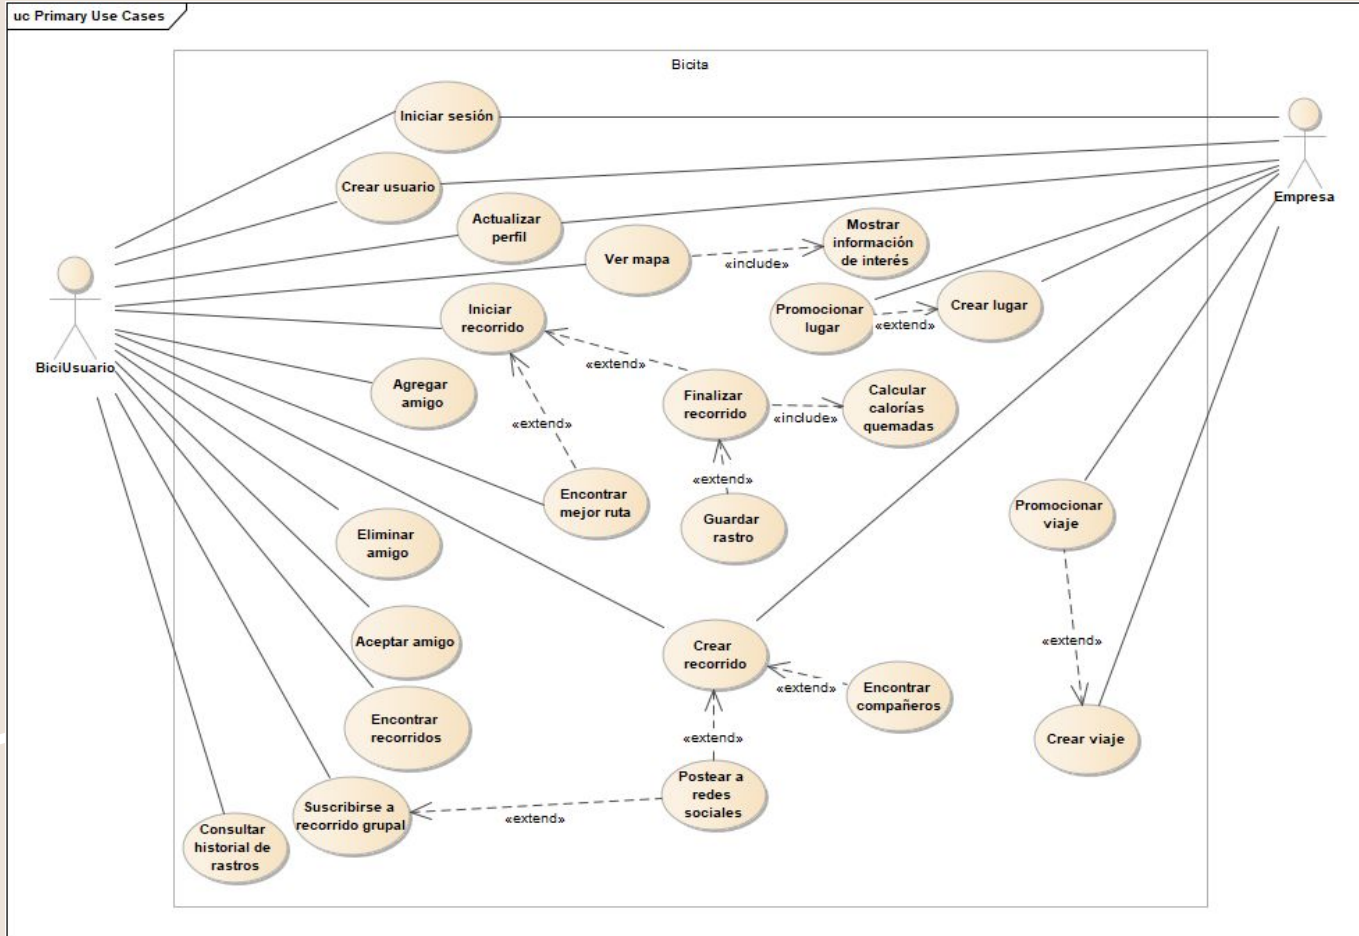 uc Primary Use Cases
Bicita
Iniciar sesión
Crear usuario
Empresa
Actualizar
perfil
Mostrar
información
de interés
Ver mapa
«include»
Iniciar
recorrido
Promocionar
lugar
Crear lugar
«extend»
BiciUsuario
«extend»
Agregar
amigo
Finalizar
recorrido
«include»
Calcular
calorías
quemadas
«extend»
«extend»
Encontrar
mejor ruta
Guardar
rastro
Promocionar
viaje
Eliminar
amigo
Aceptar amigo
Crear
recorrido
«extend»
«extend»
Encontrar
compañeros
Encontrar
recorridos
«extend»
Crear viaje
Postear a
redes
sociales
Suscribirse a
recorrido grupal
«extend»
Consultar
historial de
rastros